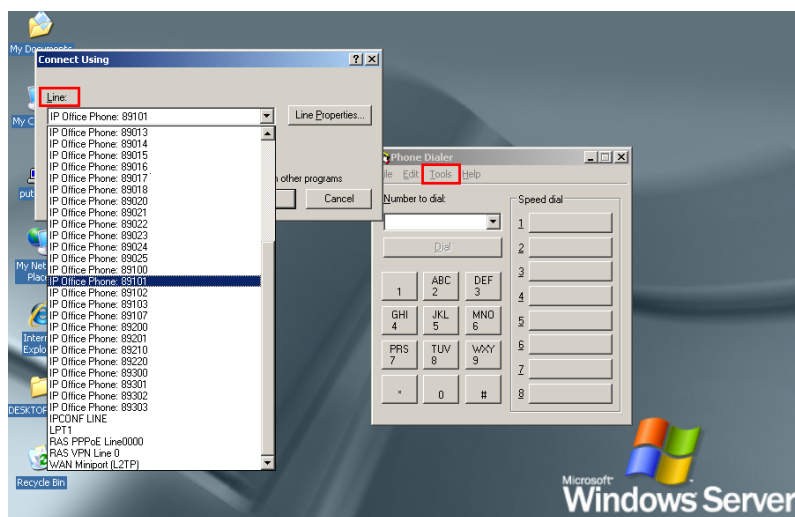 My Documents
Connect Using
Line:
IP Office Phone: 89101
Line Properties...
IP Office Phone: 89013
IP Office Phone: 89014
IP Office Phone: 89015
IP Office Phone: 89016
IP Office Phone: 89017
IP Office Phone: 89018
IP Office Phone: 89020
IP Office Phone: 89021
IP Office Phone: 89022
IP Office Phone: 89023
IP Office Phone: 89024
IP Office Phone: 89025
IP Office Phone: 89100
IP Office Phone: 89101
IP Office Phone: 89102
IP Office Phone: 89103
IP Office Phone: 89107
IP Office Phone: 89200
IP Office Phone: 89201
IP Office Phone: 89210
IP Office Phone: 89220
IP Office Phone: 89300
IP Office Phone: 89301
IP Office Phone: 89302
IP Office Phone: 89303
IPCONF LINE
LPT1
RAS PPPoE Line0000
RAS VPN Line 0
WAN Miniport (L2TP)
other programs
Cancel
My C
put
My Net
Place
Intern
Explo
DESKTOP
Recycle Bin
Phone Dialer
Edit Tools Help
Number to dial:
Dial
1
ABC
2
DEF
3
GHI
4
JKL
5
MNO
6
PRS
7
TUV
8
WXY
9
*
0
#
Speed dial
1
2
3
4
5
6
7
8
Microsoft
Windows Server